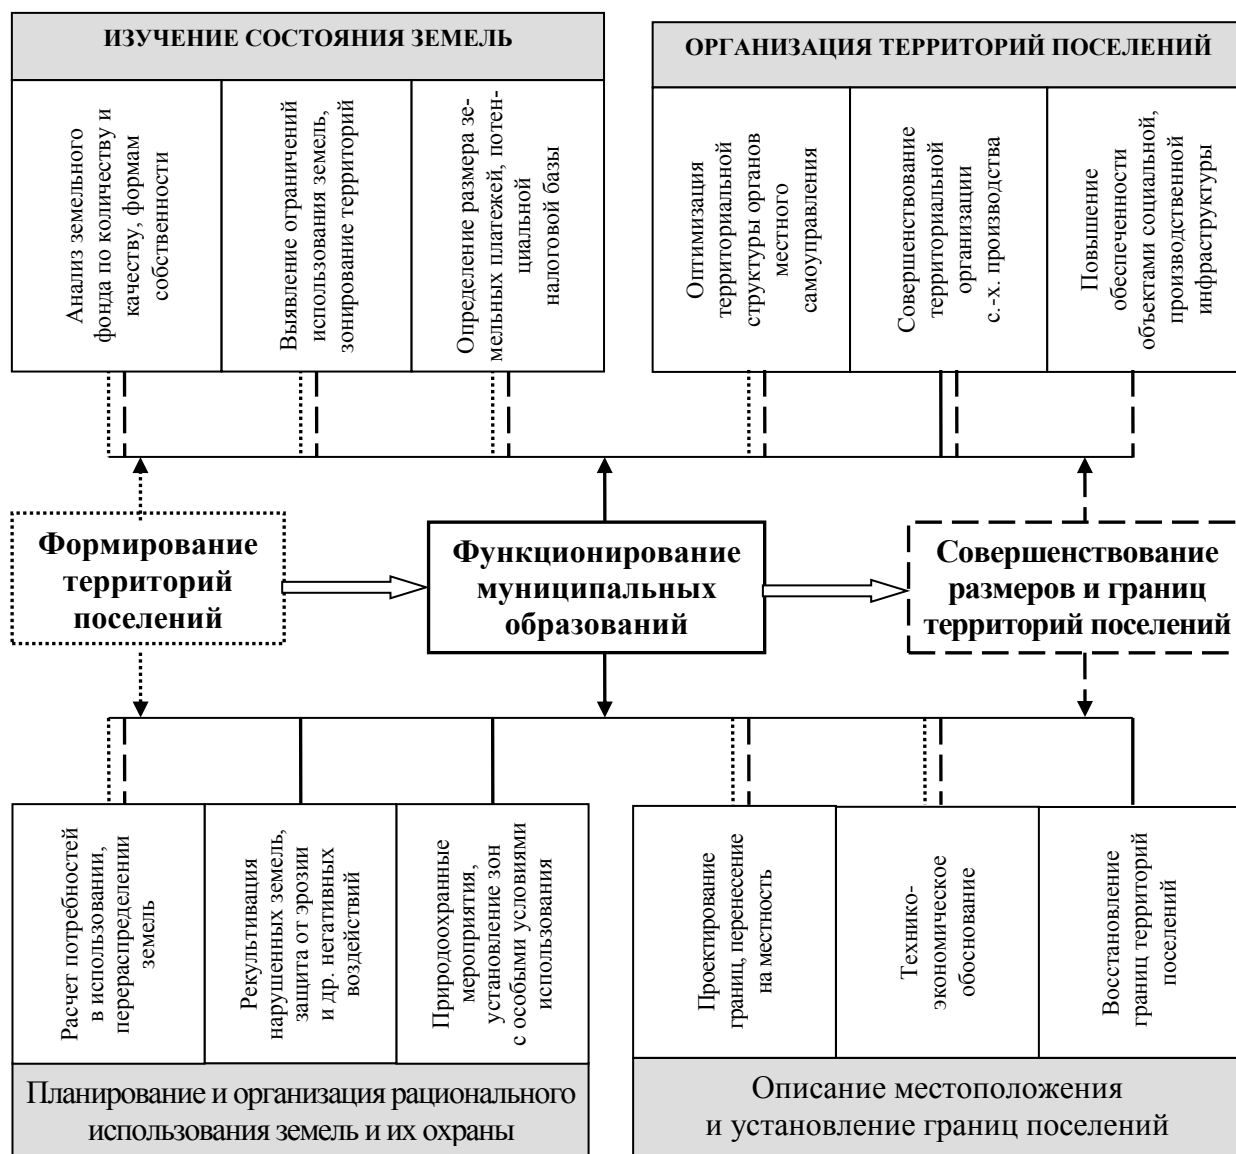 ИЗУЧЕНИЕ СОСТОЯНИЯ ЗЕМЕЛЬ
Анализ земельного
фонда по количеству и
качеству, формам
собственности
Выявление ограничений
использования земель,
зонирование территорий
Определение размера зе-
мельных платежей, потен-
циальной
налоговой базы
ОРГАНИЗАЦИЯ ТЕРРИТОРИЙ ПОСЕЛЕНИЙ
Оптимизация
территориальной
структуры органов
местного
самоуправления
Совершенствование
территориальной
организации
с.-х. производства
Повышение
обеспеченности
объектами социальной,
производственной
инфраструктуры
Формирование
территорий
поселений
Функционирование
муниципальных
образований
Совершенствование
размеров и границ
территорий поселений
Расчет потребностей
в использовании,
перераспределении
земель
Рекультивация
нарушенных земель,
защита от эрозии
и др. негативных
воздействий
Природоохранные
мероприятия,
установление зон
с особыми условиями
использования
Планирование и организация рационального
использования земель и их охраны
Проектирование
границ, перенесение
на местность
Технико-
экономическое
обоснование
Восстановление
границ территорий
поселений
Описание местоположения
и установление границ поселений